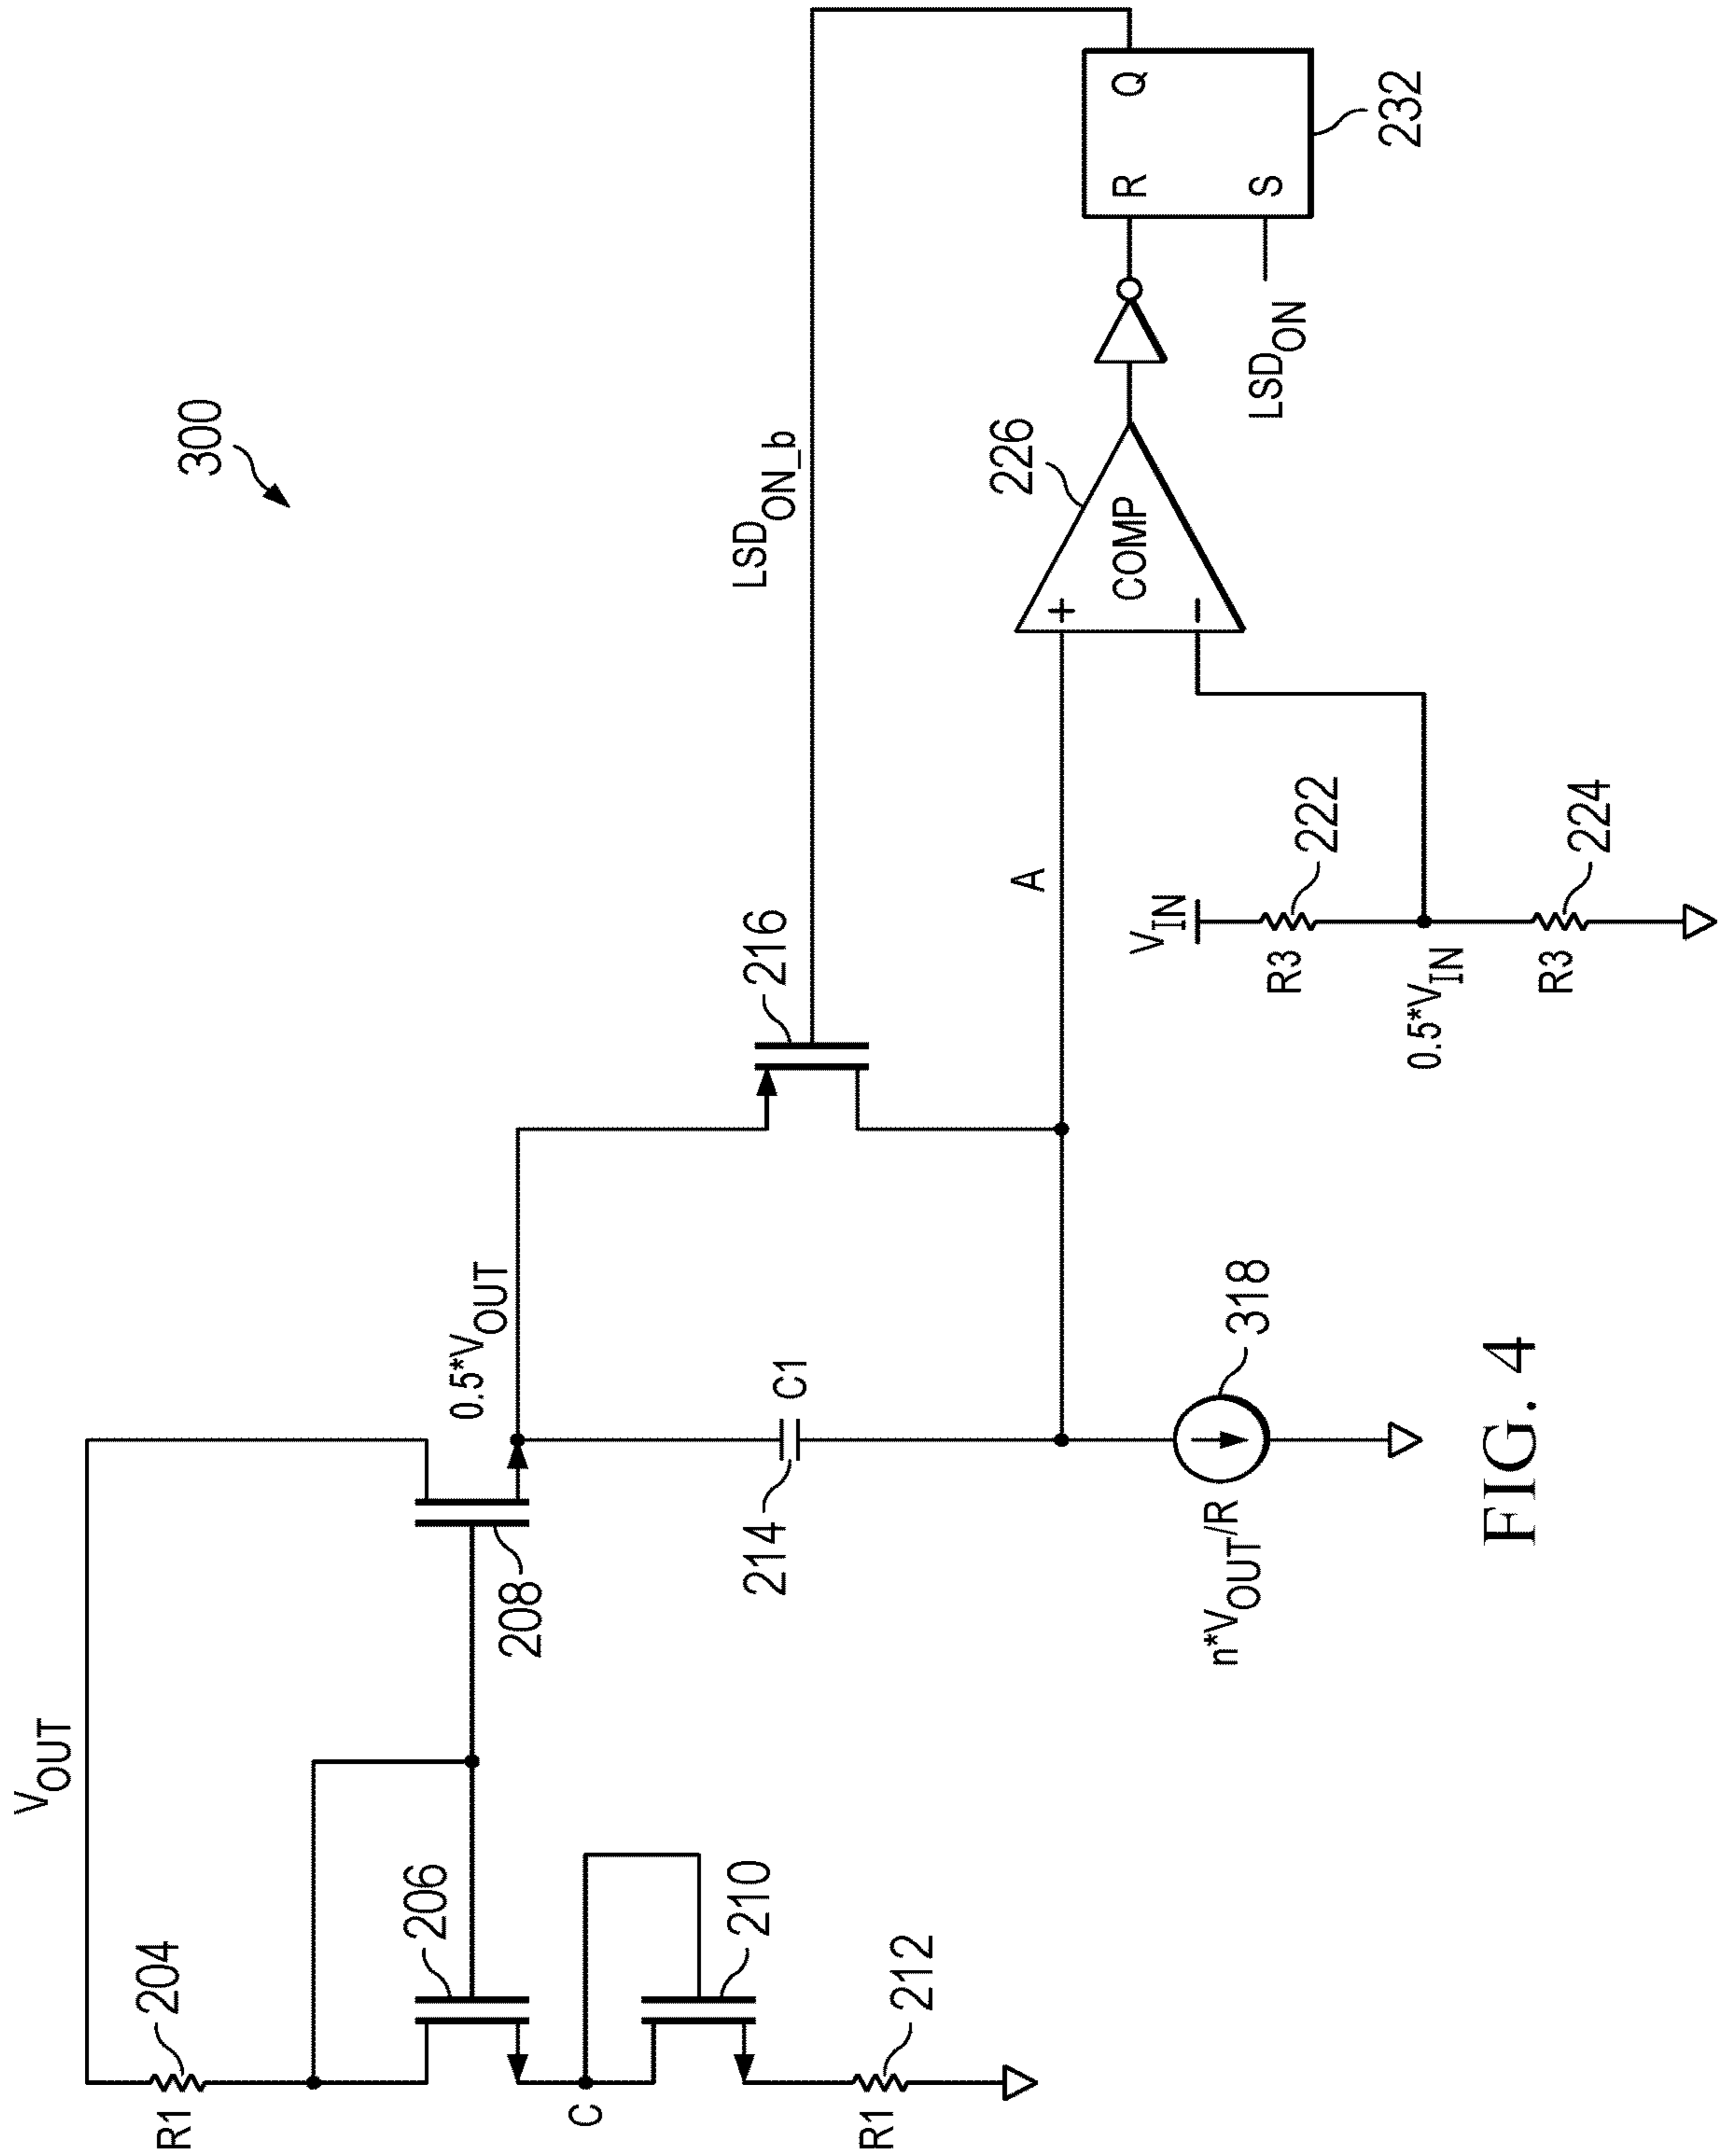 300
V_OUT
R1
204
206
208
C
210
R1
212
0.5*V_OUT
214
C1
216
LSD_ON_b
n*V_OUT/R
318
A
V_IN
R3
222
0.5*V_IN
R3
224
+
−
COMP
226
R
Q
S
LSD_ON
232
FIG. 4